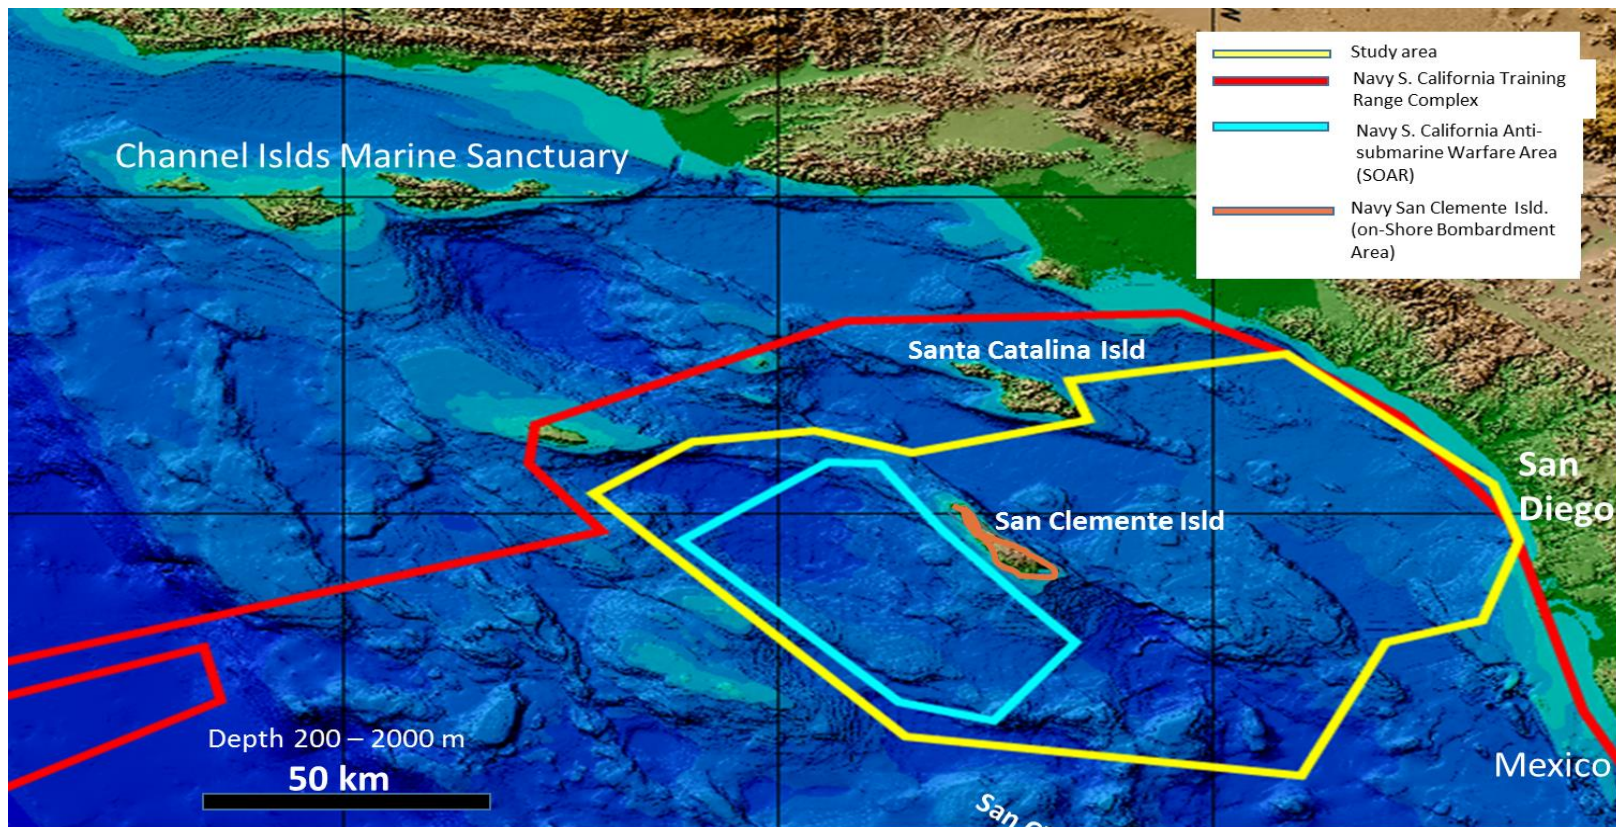 Study area
Navy S. California Training
Range Complex
Navy S. California Anti-
submarine Warfare Area
(SOAR)
Navy San Clemente Isld.
(on-Shore Bombardment
Area)
Channel Islds Marine Sanctuary
Santa Catalina Isld
San
Diego
San Clemente Isld
Depth 200 – 2000 m
50 km
Mexico
San